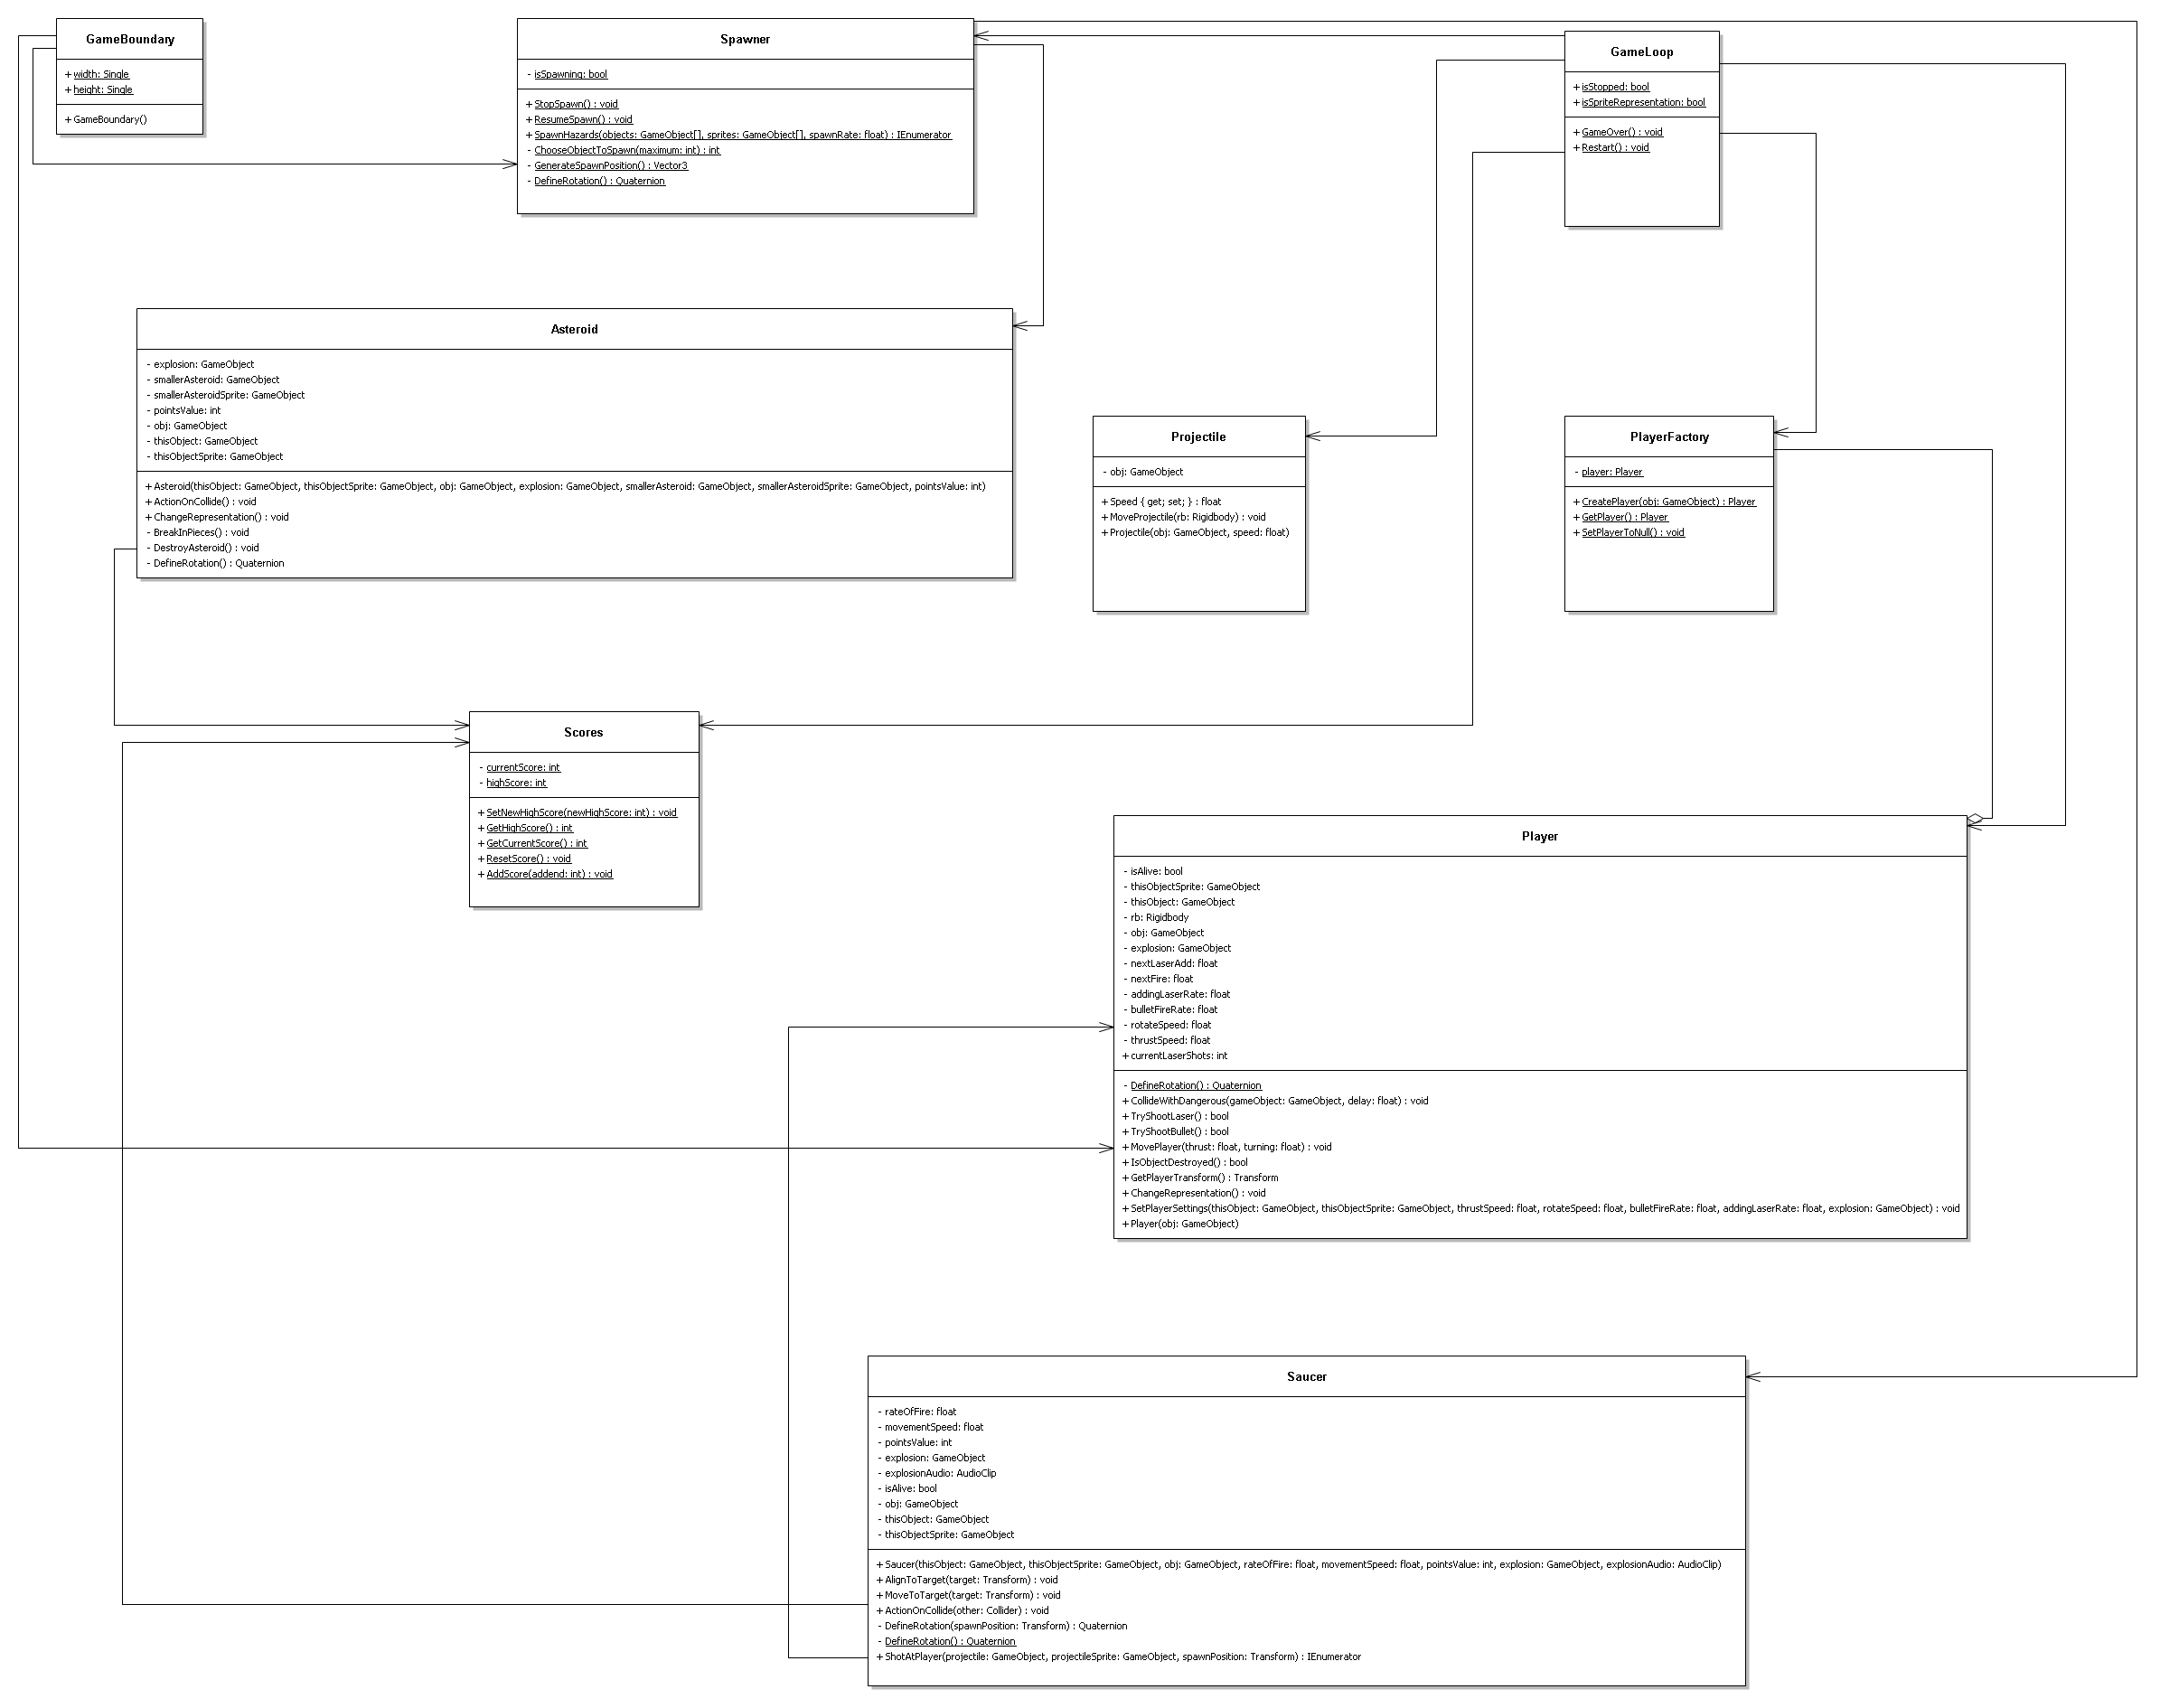 GameBoundary
+ width: Single
+ height: Single
+ GameBoundary()
Spawner
- isSpawning: bool
+ StopSpawn() : void
+ ResumeSpawn() : void
+ SpawnHazards(objects: GameObject[], sprites: GameObject[], spawnRate: float) : IEnumerator
- ChooseObjectToSpawn(maximum: int) : int
- GenerateSpawnPosition() : Vector3
- DefineRotation() : Quaternion
GameLoop
+ isStopped: bool
+ isSpriteRepresentation: bool
+ GameOver() : void
+ Restart() : void
Asteroid
- explosion: GameObject
- smallerAsteroid: GameObject
- smallerAsteroidSprite: GameObject
- pointsValue: int
- obj: GameObject
- thisObject: GameObject
- thisObjectSprite: GameObject
+ Asteroid(thisObject: GameObject, thisObjectSprite: GameObject, obj: GameObject, explosion: GameObject, smallerAsteroid: GameObject, smallerAsteroidSprite: GameObject, pointsValue: int)
+ ActionOnCollide() : void
+ ChangeRepresentation() : void
- BreakInPieces() : void
- DestroyAsteroid() : void
- DefineRotation() : Quaternion
Projectile
- obj: GameObject
+ Speed { get; set; } : float
+ MoveProjectile(rb: Rigidbody) : void
+ Projectile(obj: GameObject, speed: float)
PlayerFactory
- player: Player
+ CreatePlayer(obj: GameObject) : Player
+ GetPlayer() : Player
+ SetPlayerToNull() : void
Scores
- currentScore: int
- highScore: int
+ SetNewHighScore(newHighScore: int) : void
+ GetHighScore() : int
+ GetCurrentScore() : int
+ ResetScore() : void
+ AddScore(addend: int) : void
Player
- isAlive: bool
- thisObjectSprite: GameObject
- thisObject: GameObject
- rb: Rigidbody
- obj: GameObject
- explosion: GameObject
- nextLaserAdd: float
- nextFire: float
- addingLaserRate: float
- bulletFireRate: float
- rotateSpeed: float
- thrustSpeed: float
+ currentLaserShots: int
- DefineRotation() : Quaternion
+ CollideWithDangerous(gameObject: GameObject, delay: float) : void
+ TryShootLaser() : bool
+ TryShootBullet() : bool
+ MovePlayer(thrust: float, turning: float) : void
+ IsObjectDestroyed() : bool
+ GetPlayerTransform() : Transform
+ ChangeRepresentation() : void
+ SetPlayerSettings(thisObject: GameObject, thisObjectSprite: GameObject, thrustSpeed: float, rotateSpeed: float, bulletFireRate: float, addingLaserRate: float, explosion: GameObject) : void
+ Player(obj: GameObject)
Saucer
- rateOfFire: float
- movementSpeed: float
- pointsValue: int
- explosion: GameObject
- explosionAudio: AudioClip
- isAlive: bool
- obj: GameObject
- thisObject: GameObject
- thisObjectSprite: GameObject
+ Saucer(thisObject: GameObject, thisObjectSprite: GameObject, obj: GameObject, rateOfFire: float, movementSpeed: float, pointsValue: int, explosion: GameObject, explosionAudio: AudioClip)
+ AlignToTarget(target: Transform) : void
+ MoveToTarget(target: Transform) : void
+ ActionOnCollide(other: Collider) : void
- DefineRotation(spawnPosition: Transform) : Quaternion
- DefineRotation() : Quaternion
+ ShotAtPlayer(projectile: GameObject, projectileSprite: GameObject, spawnPosition: Transform) : IEnumerator